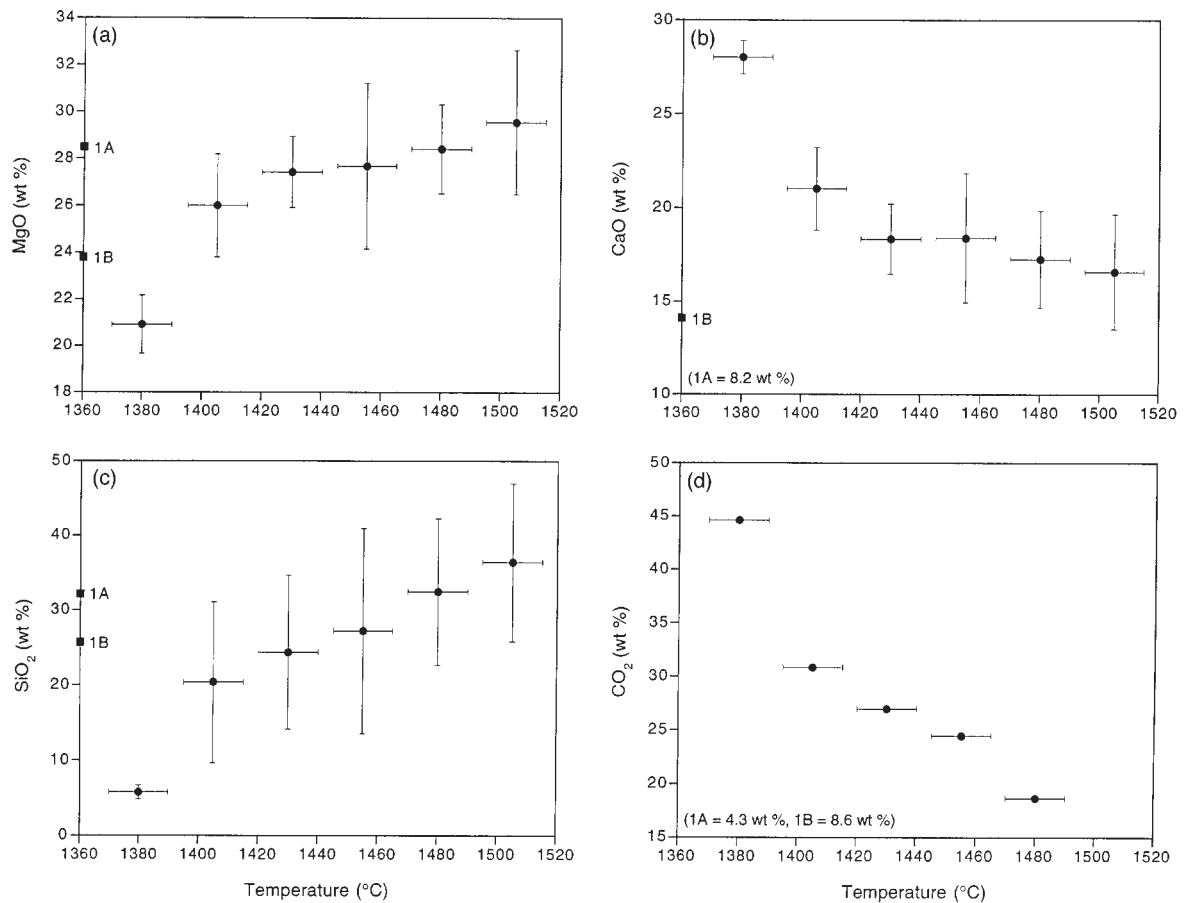 34
32
30
28
26
24
22
20
18
MgO (wt %)
(a)
1A
1B
1360 1380 1400 1420 1440 1460 1480 1500 1520
30
25
20
15
10
CaO (wt %)
(b)
1B
(1A = 8.2 wt %)
1360 1380 1400 1420 1440 1460 1480 1500 1520
50
40
30
20
10
0
SiO₂ (wt %)
(c)
1A
1B
1360 1380 1400 1420 1440 1460 1480 1500 1520
Temperature (°C)
50
45
40
35
30
25
20
15
CO₂ (wt %)
(d)
(1A = 4.3 wt %, 1B = 8.6 wt %)
1360 1380 1400 1420 1440 1460 1480 1500 1520
Temperature (°C)